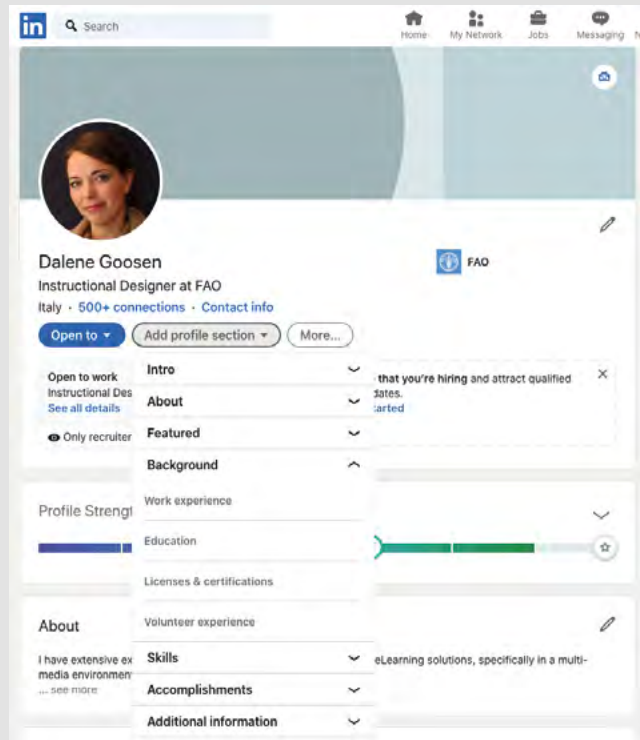 in
Search
Home
My Network
Jobs
Messaging
N
Dalene Goosen
FAO
Instructional Designer at FAO
Italy · 500+ connections · Contact info
Open to
Add profile section
More...
Intro
About
Featured
Background
Work experience
Education
Licenses & certifications
Volunteer experience
Skills
Accomplishments
Additional information
Open to work
Instructional Des
See all details
Only recruiter
that you're hiring and attract qualified
dates.
arted
Profile Strengt
About
I have extensive ex
eLearning solutions, specifically in a multi-
media environmen
... see more